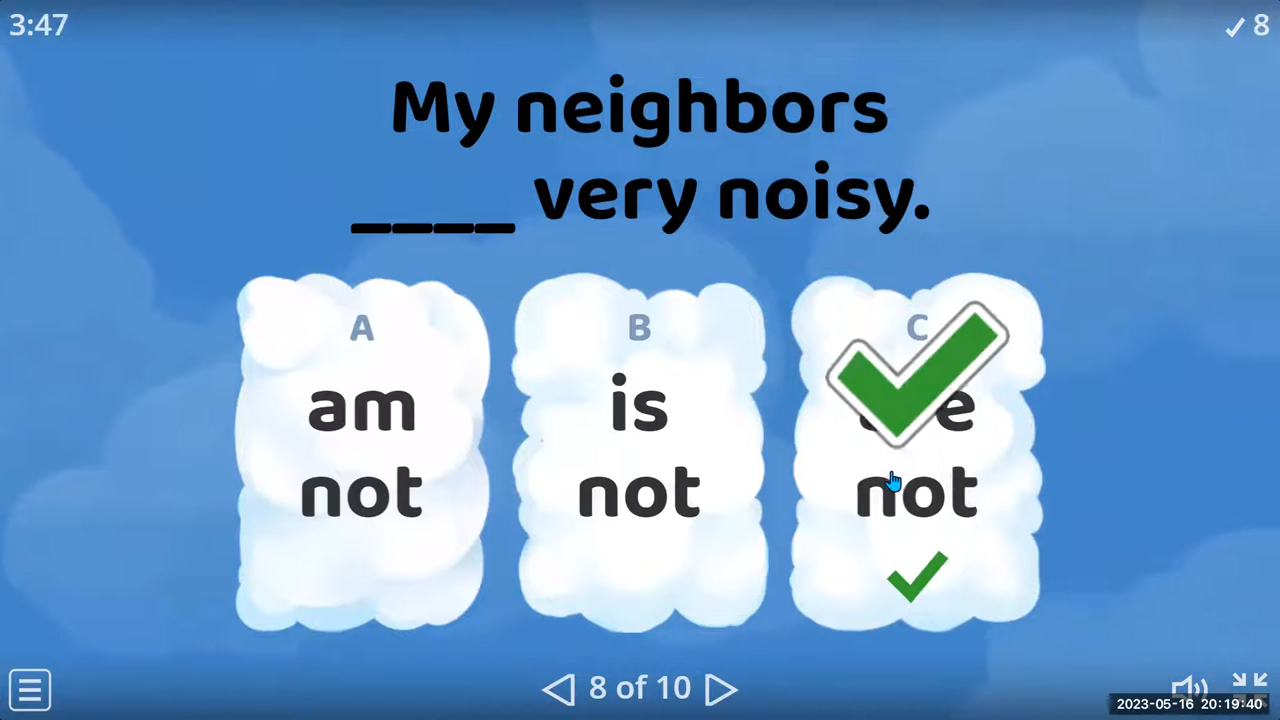 3:47
8
My neighbors
____ very noisy.
A
B
C
am
not
is
not
not
8 of 10
2023-05-16 20:19:40